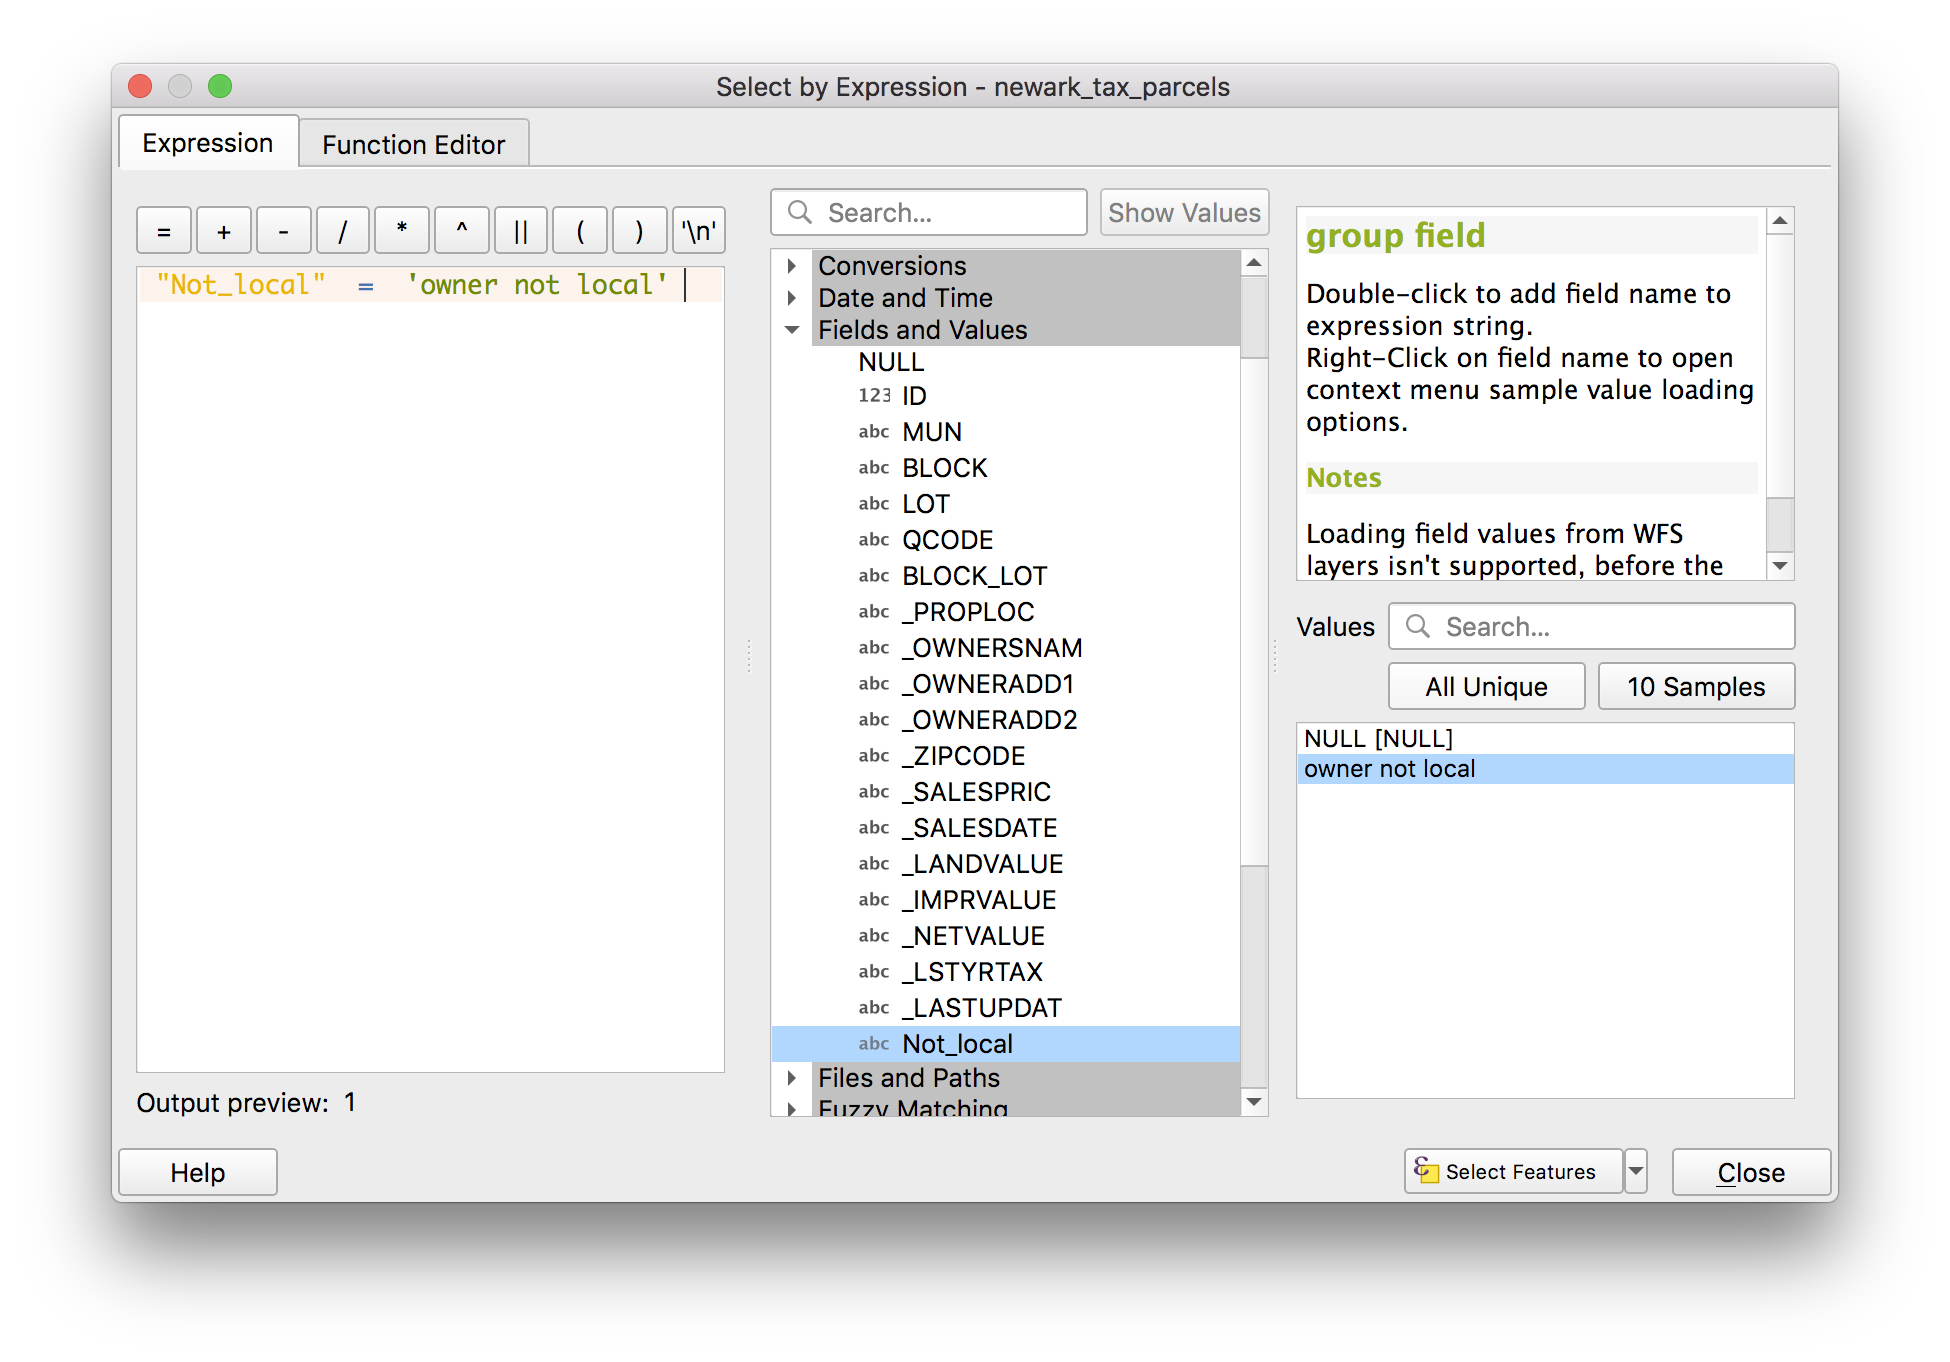 Select by Expression - newark_tax_parcels
Expression
Function Editor
= + - / * ^ || ( ) '\n'
"Not_local" = 'owner not local'
Output preview: 1
Search...
Show Values
Conversions
Date and Time
Fields and Values
NULL
123 ID
abc MUN
abc BLOCK
abc LOT
abc QCODE
abc BLOCK_LOT
abc _PROPLOC
abc _OWNERSNAM
abc _OWNERADD1
abc _OWNERADD2
abc _ZIPCODE
abc _SALESPRIC
abc _SALESDATE
abc _LANDVALUE
abc _IMPRVALUE
abc _NETVALUE
abc _LSTYRTAX
abc _LASTUPDAT
abc Not_local
Files and Paths
Fuzzy Matching
group field
Double-click to add field name to
expression string.
Right-Click on field name to open
context menu sample value loading
options.
Notes
Loading field values from WFS
layers isn't supported, before the
Values
Search...
All Unique
10 Samples
NULL [NULL]
owner not local
Help
Select Features
Close